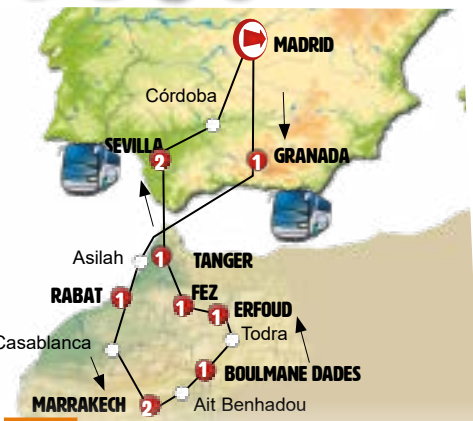 MADRID
Córdoba
SEVILLA
2
1
GRANADA
Asilah
1
TANGER
RABAT
1
FEZ
1
1
ERFOUD
Casablanca
Todra
1
BOULMANE DADES
MARRAKECH
2
Ait Benhadou